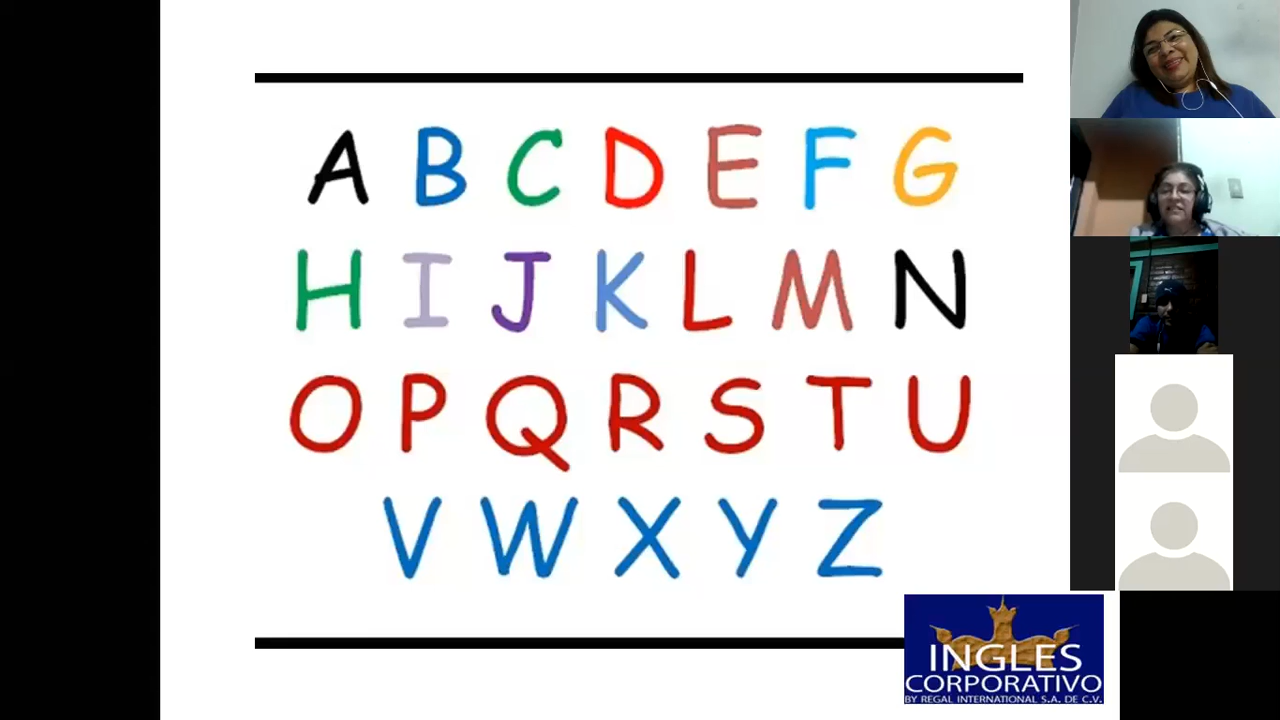 A B C D E F G
H I J K L M N
O P Q R S T U
V W X Y Z
INGLES
CORPORATIVO
BY REGAL INTERNATIONAL S.A. DE C.V.